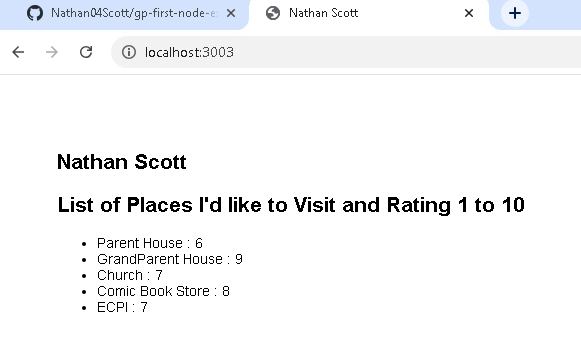 Nathan04Scott/gp-first-node-e
Nathan Scott
localhost:3003
Nathan Scott
List of Places I'd like to Visit and Rating 1 to 10
Parent House : 6
GrandParent House : 9
Church : 7
Comic Book Store : 8
ECPI : 7